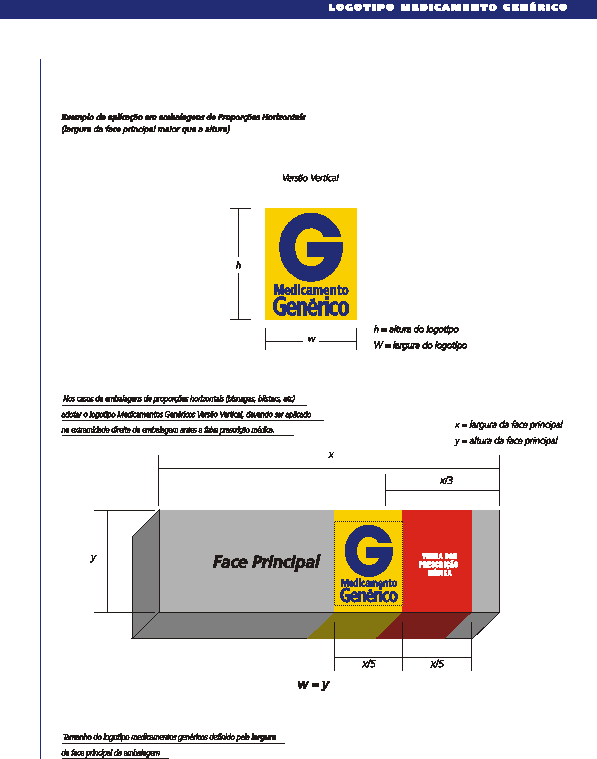 LOGOTIPO MEDICAMENTO GENÉRICO
Exemplo de aplicação em embalagens de Proporções Horizontais
(largura da face principal maior que a altura)
Versão Vertical
h
G
Medicamento
Genérico
w
h = altura do logotipo
W = largura do logotipo
Nos casos de embalagens de proporções horizontais (bisnagas, blisters, etc)
adotar o logotipo Medicamentos Genéricos Versão Vertical, devendo ser aplicado
na extremidade direita da embalagem antes a faixa prescrição médica.
x = largura da face principal
y = altura da face principal
x
x/3
y
Face Principal
G
Medicamento
Genérico
TARJA COM
PRESCRIÇÃO
MÉDICA
x/5
x/5
w = y
Tamanho do logotipo medicamentos genéricos definido pela largura
da face principal da embalagem